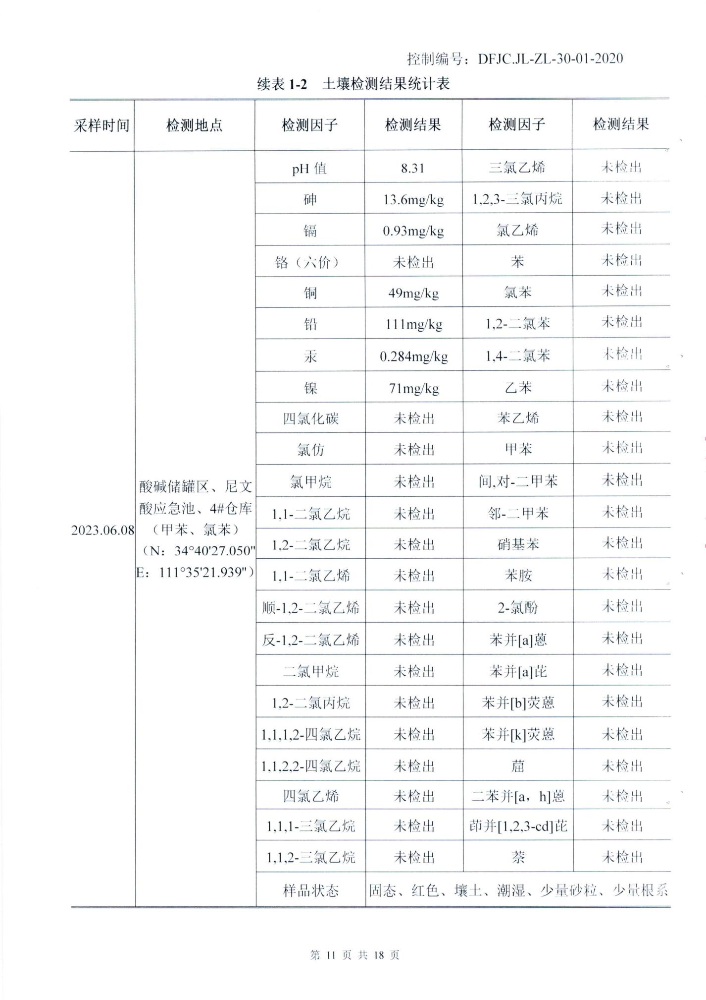 控制编号：DFJC.JL-ZL-30-01-2020
续表 1-2 土壤检测结果统计表
采样时间 检测地点 检测因子 检测结果 检测因子 检测结果
pH 值 8.31 三氯乙烯 未检出
砷 13.6mg/kg 1,2,3-三氯丙烷 未检出
镉 0.93mg/kg 氯乙烯 未检出
铬（六价） 未检出 苯 未检出
铜 49mg/kg 氯苯 未检出
铅 111mg/kg 1,2-二氯苯 未检出
汞 0.284mg/kg 1,4-二氯苯 未检出
镍 71mg/kg 乙苯 未检出
四氯化碳 未检出 苯乙烯 未检出
氯仿 未检出 甲苯 未检出
2023.06.08
酸碱储罐区、尼文
酸应急池、4#仓库
（甲苯、氯苯）
（N：34°40'27.050"
E：111°35'21.939"）
氯甲烷 未检出 间,对-二甲苯 未检出
1,1-二氯乙烷 未检出 邻-二甲苯 未检出
1,2-二氯乙烷 未检出 硝基苯 未检出
1,1-二氯乙烯 未检出 苯胺 未检出
顺-1,2-二氯乙烯 未检出 2-氯酚 未检出
反-1,2-二氯乙烯 未检出 苯并[a]蒽 未检出
二氯甲烷 未检出 苯并[a]芘 未检出
1,2-二氯丙烷 未检出 苯并[b]荧蒽 未检出
1,1,1,2-四氯乙烷 未检出 苯并[k]荧蒽 未检出
1,1,2,2-四氯乙烷 未检出 䓛 未检出
四氯乙烯 未检出 二苯并[a，h]蒽 未检出
1,1,1-三氯乙烷 未检出 茚并[1,2,3-cd]芘 未检出
1,1,2-三氯乙烷 未检出 萘 未检出
样品状态 固态、红色、壤土、潮湿、少量砂粒、少量根系
第 11 页 共 18 页